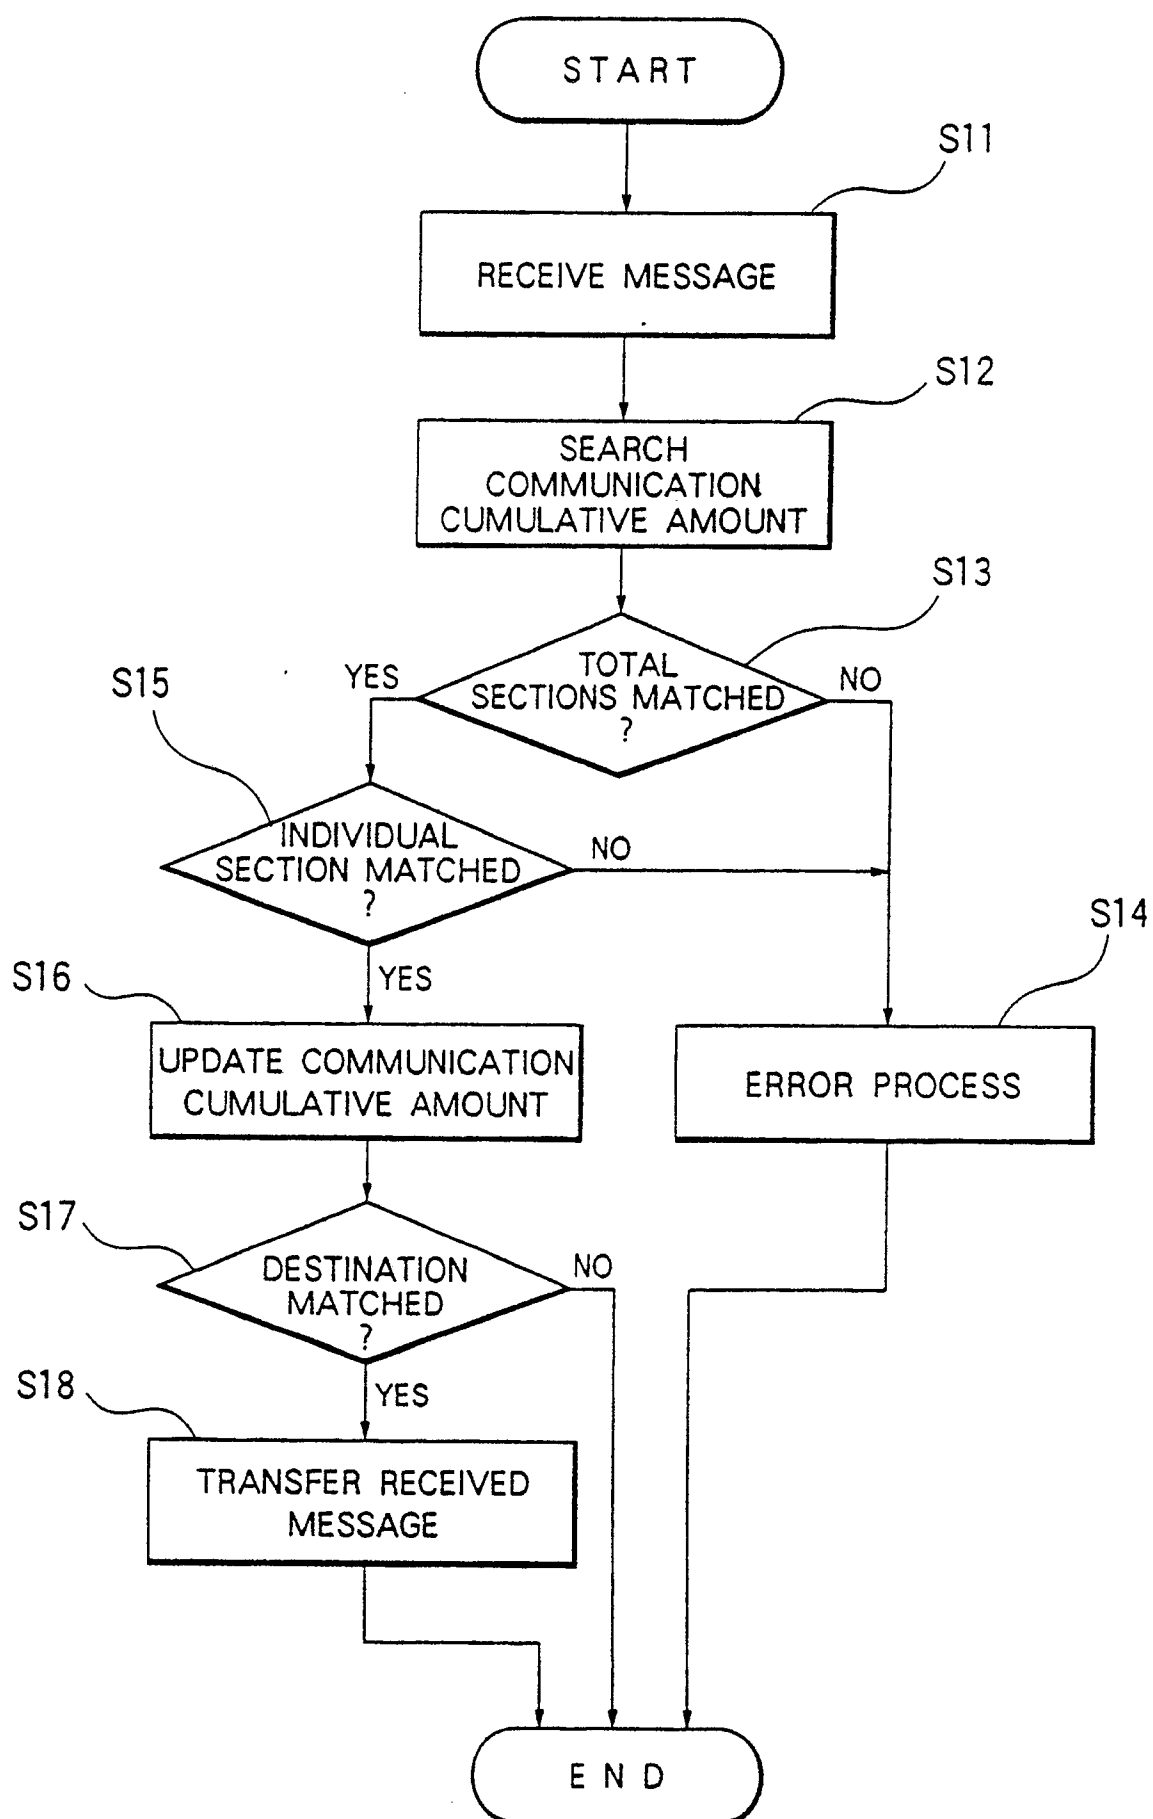 START
S11
RECEIVE MESSAGE
S12
SEARCH
COMMUNICATION
CUMULATIVE AMOUNT
S13
TOTAL
SECTIONS MATCHED
?
YES
NO
S15
INDIVIDUAL
SECTION MATCHED
?
NO
YES
S14
S16
UPDATE COMMUNICATION
CUMULATIVE AMOUNT
ERROR PROCESS
S17
DESTINATION
MATCHED
?
NO
YES
S18
TRANSFER RECEIVED
MESSAGE
END